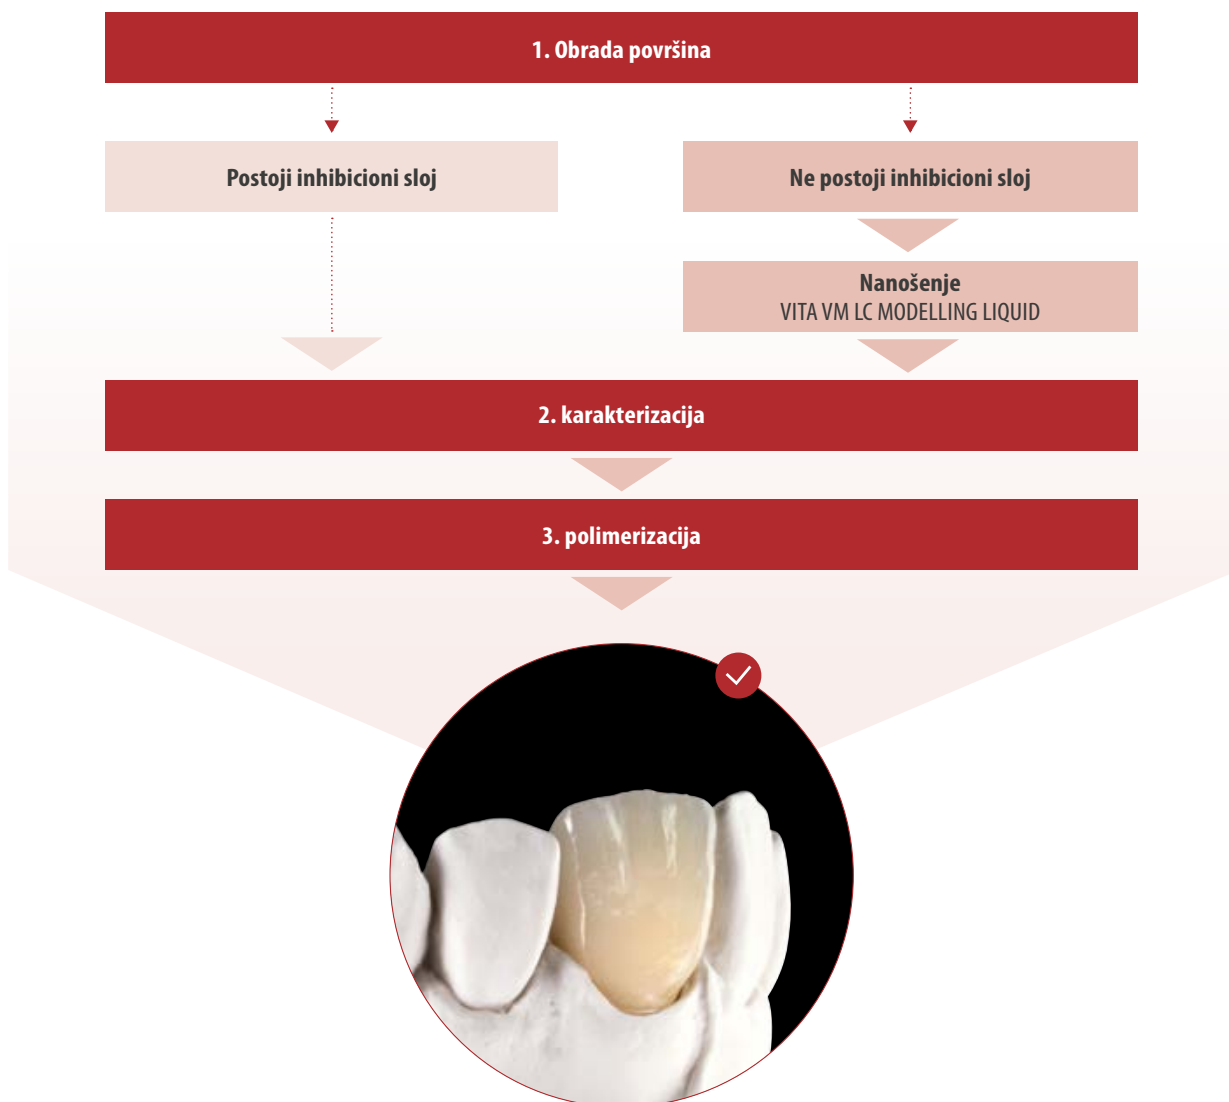 1. Obrada površina
Postoji inhibicioni sloj
Ne postoji inhibicioni sloj
Nanošenje
VITA VM LC MODELLING LIQUID
2. karakterizacija
3. polimerizacija